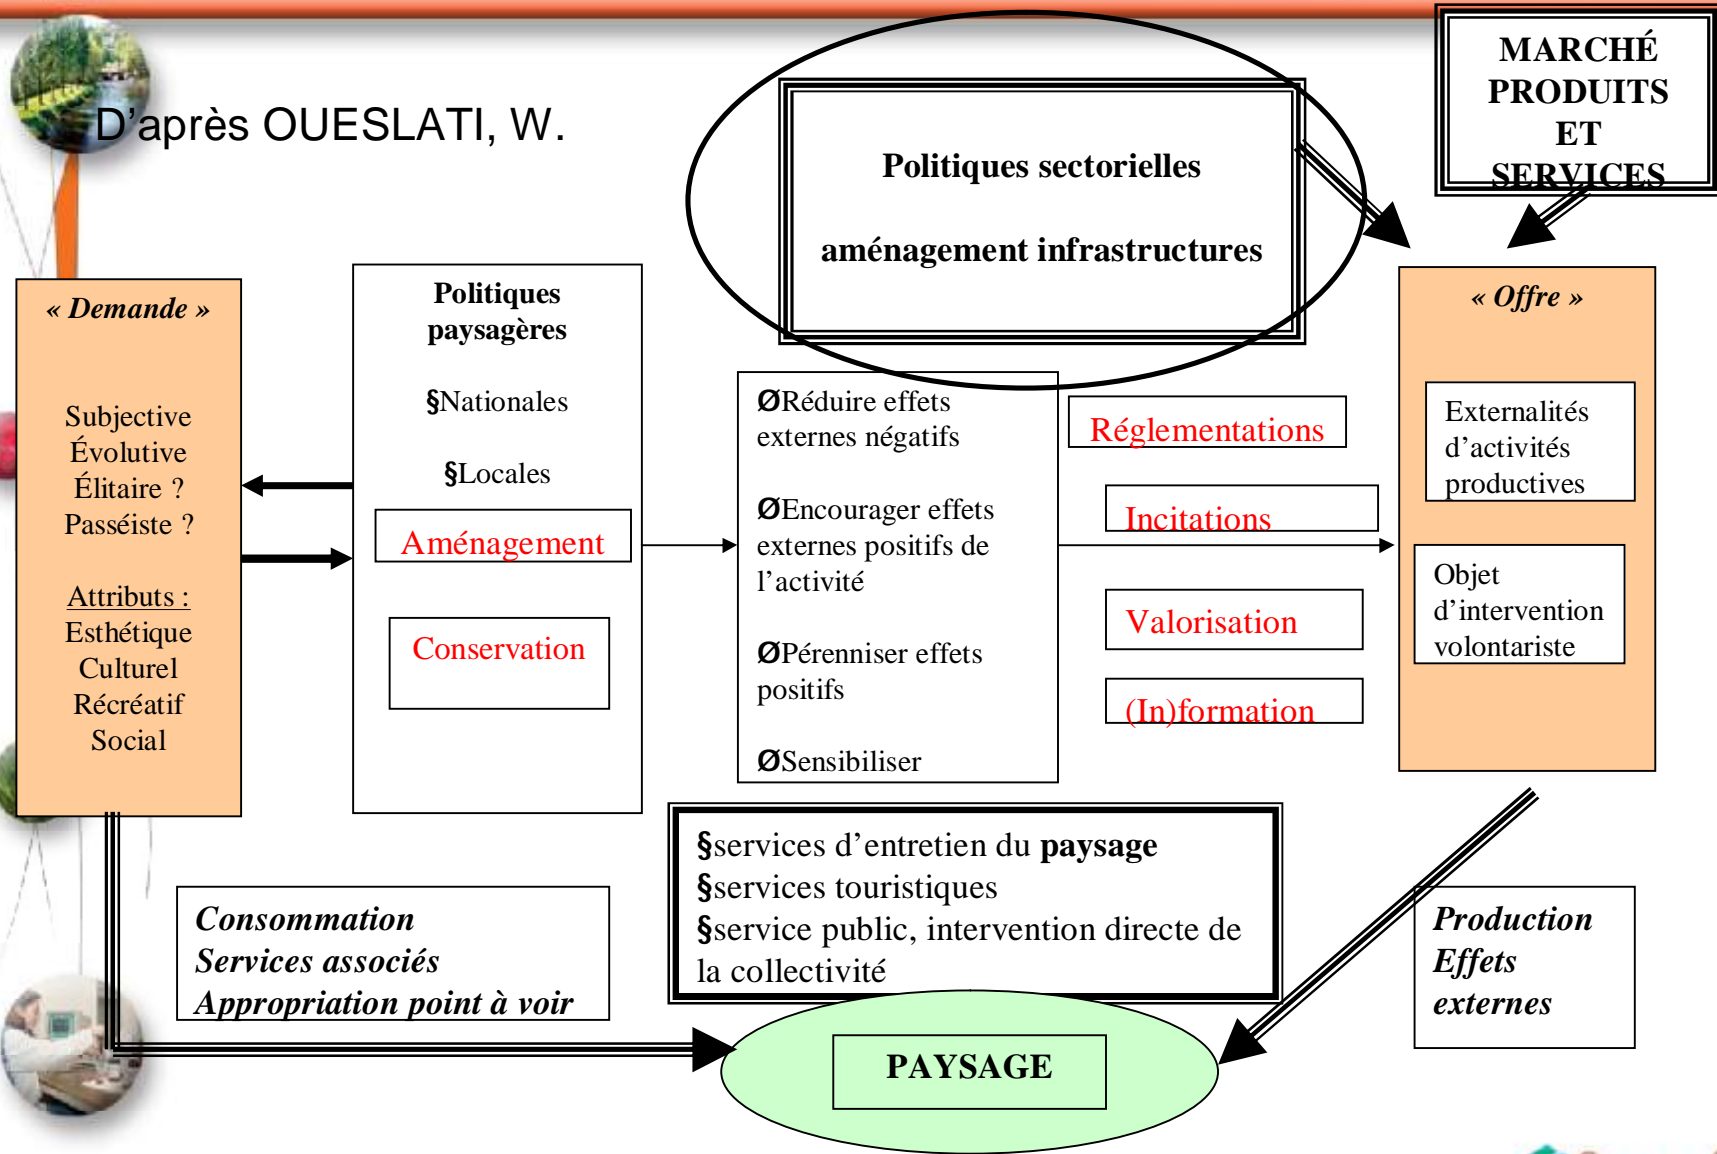 D'après OUESLATI, W.
Politiques sectorielles
aménagement infrastructures
MARCHÉ
PRODUITS
ET
SERVICES
« Demande »
Subjective
Évolutive
Élitaire ?
Passéiste ?
Attributs :
Esthétique
Culturel
Récréatif
Social
Politiques
paysagères
§Nationales
§Locales
Aménagement
Conservation
ØRéduire effets
externes négatifs
ØEncourager effets
externes positifs de
l'activité
ØPérenniser effets
positifs
ØSensibiliser
Réglementations
Incitations
Valorisation
(In)formation
« Offre »
Externalités
d'activités
productives
Objet
d'intervention
volontariste
Consommation
Services associés
Appropriation point à voir
§services d'entretien du paysage
§services touristiques
§service public, intervention directe de
la collectivité
Production
Effets
externes
PAYSAGE